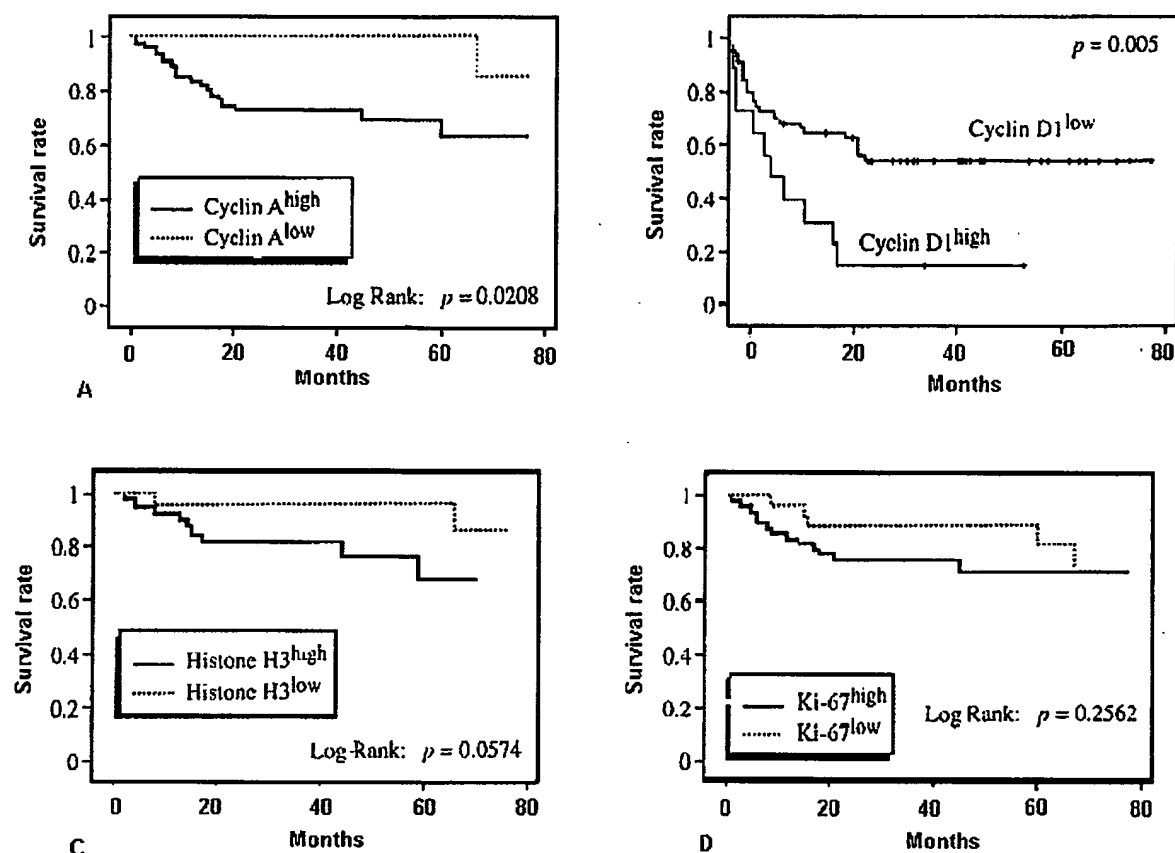 1
0.8
0.6
0.4
0.2
0
Survival rate
Cyclin A^high
Cyclin A^low
Log Rank: p = 0.0208
0 20 40 60 80
Months
A
1
0.8
0.6
0.4
0.2
0
Survival rate
p = 0.005
Cyclin D1^low
Cyclin D1^high
0 20 40 60 80
Months
1
0.8
0.6
0.4
0.2
0
Survival rate
Histone H3^high
Histone H3^low
Log-Rank: p = 0.0574
0 20 40 60 80
Months
C
1
0.8
0.6
0.4
0.2
0
Survival rate
Ki-67^high
Ki-67^low
Log Rank: p = 0.2562
0 20 40 60 80
Months
D